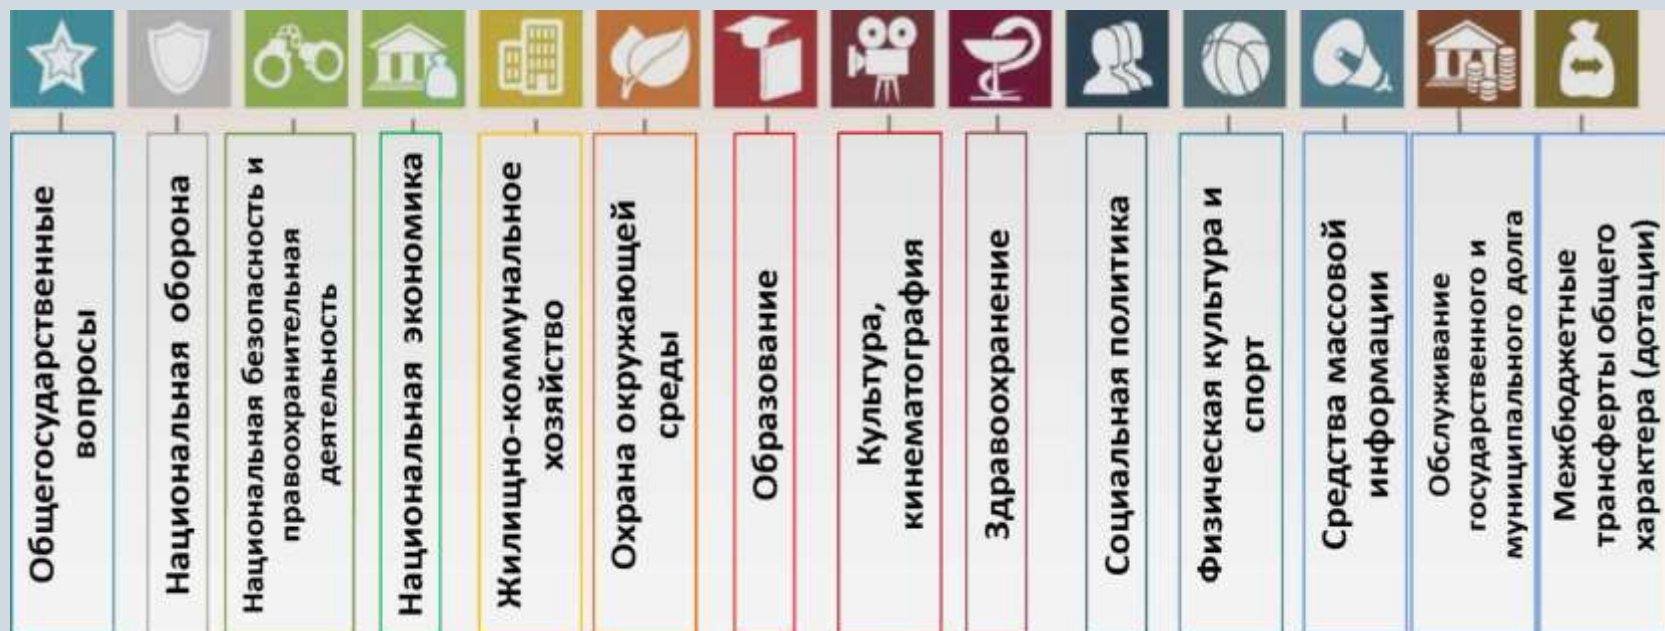 Общегосударственные
вопросы
Национальная оборона
Национальная безопасность и
правоохранительная
деятельность
Национальная экономика
Жилищно-коммунальное
хозяйство
Охрана окружающей
среды
Образование
Культура,
кинематография
Здравоохранение
Социальная политика
Физическая культура и
спорт
Средства массовой
информации
Обслуживание
государственного и
муниципального долга
Межбюджетные
трансферты общего
характера (дотации)